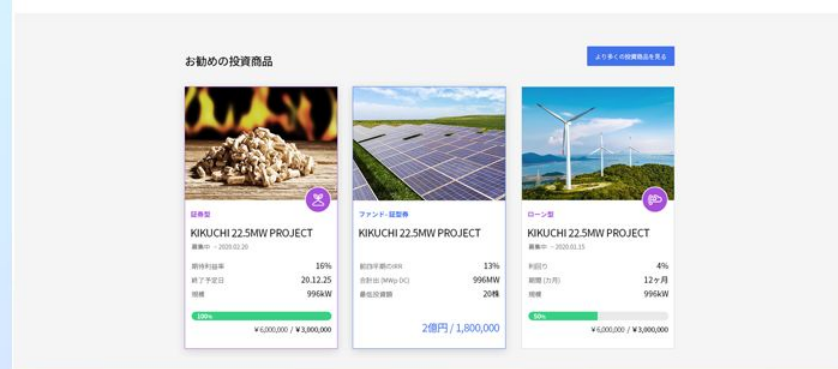 お勧めの投資商品
より多くの投資商品を見る
証券型
KIKUCHI 22.5MW PROJECT
募集中 ~ 2020.02.20
期待利益率 16%
終了予定日 20.12.25
規模 996kW
100%
¥6,000,000 / ¥3,000,000
ファンド-証型券
KIKUCHI 22.5MW PROJECT
前四半期のIRR 13%
合計出 (MWp DC) 996MW
最低投資額 20株
2億円 / 1,800,000
ローン型
KIKUCHI 22.5MW PROJECT
募集中 ~ 2020.01.15
利回り 4%
期間 (カ月) 12ヶ月
規模 996kW
50%
¥6,000,000 / ¥3,000,000